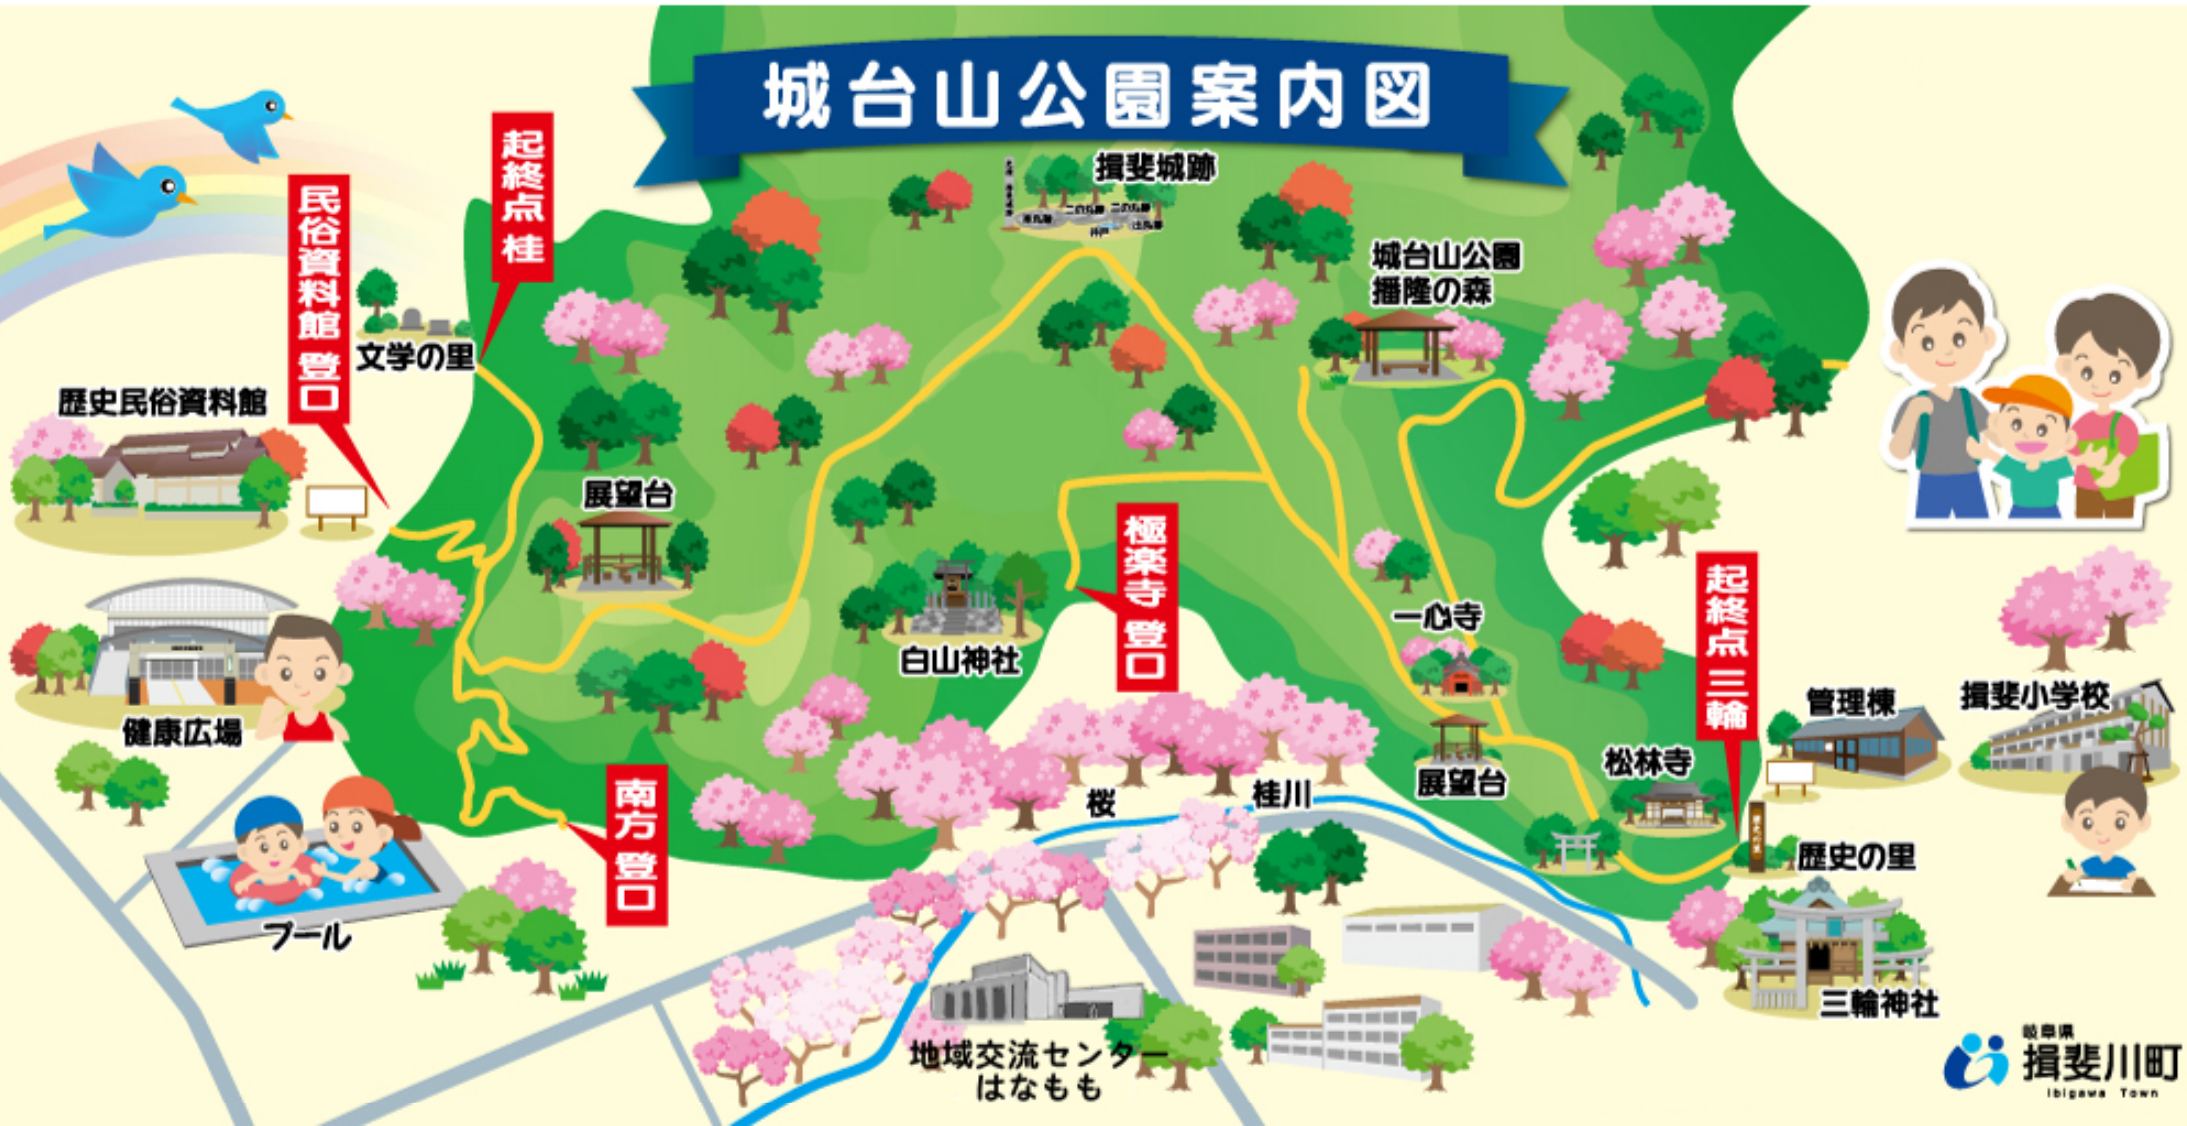 城台山公園案内図
起終点 桂
民俗資料館 登口
揖斐城跡
二の丸跡
城台山公園
播隆の森
文学の里
歴史民俗資料館
展望台
極楽寺 登口
起終点 三輪
一心寺
白山神社
健康広場
管理棟
揖斐小学校
松林寺
展望台
南方 登口
桜
桂川
歴史の里
プール
三輪神社
地域交流センター
はなもも
岐阜県
揖斐川町
Ibigawa Town